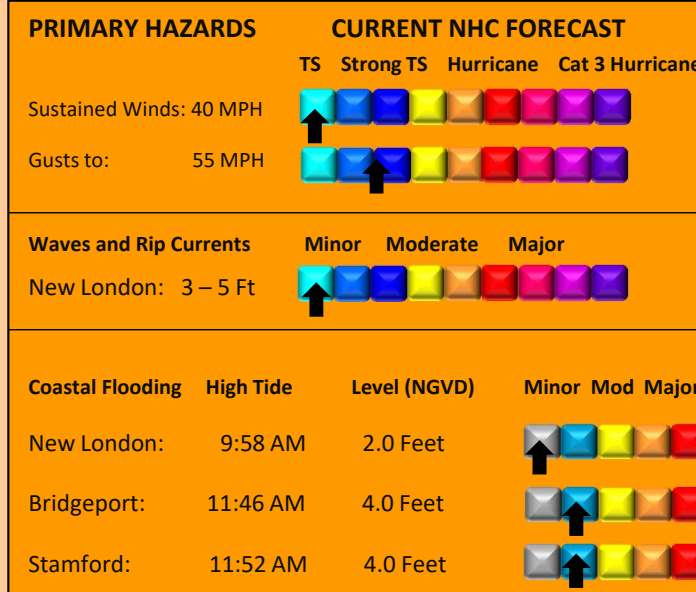 PRIMARY HAZARDS CURRENT NHC FORECAST
TS Strong TS Hurricane Cat 3 Hurricane
Sustained Winds: 40 MPH
Gusts to: 55 MPH
Waves and Rip Currents Minor Moderate Major
New London: 3 – 5 Ft
Coastal Flooding High Tide Level (NGVD) Minor Mod Major
New London: 9:58 AM 2.0 Feet
Bridgeport: 11:46 AM 4.0 Feet
Stamford: 11:52 AM 4.0 Feet